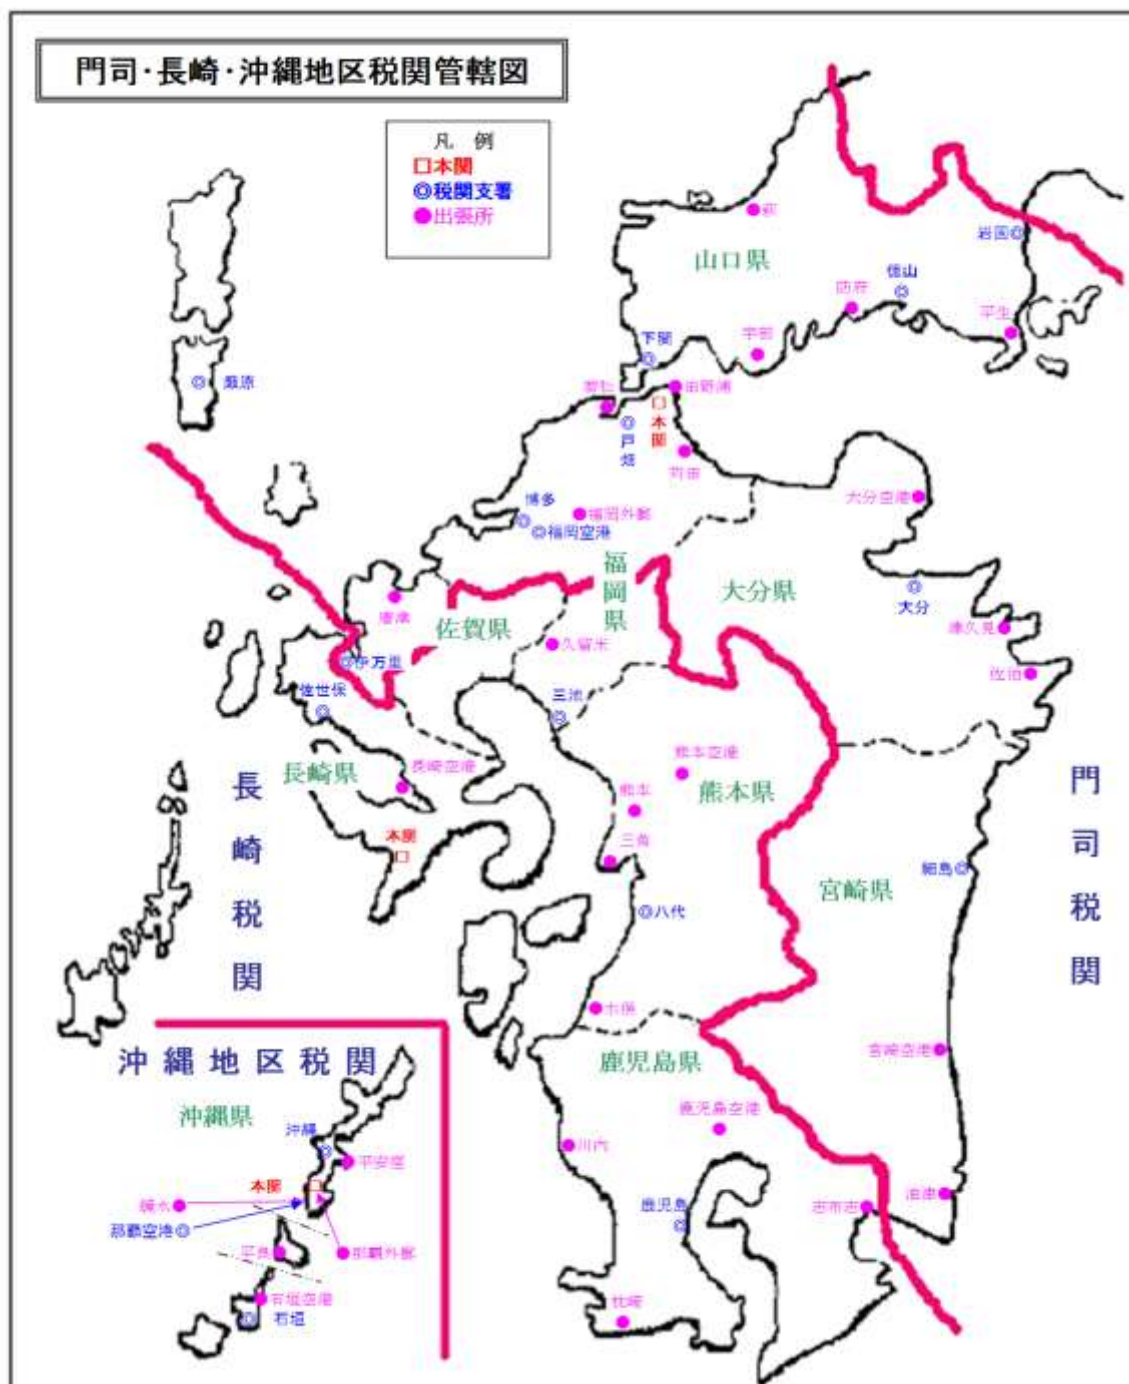 門司・長崎・沖縄地区税関管轄図
凡 例
□本関
◎税関支署
●出張所
萩
岩国◎
山口県
徳山
防府
平生
宇部
下関
厳原
田野浦
若松
本関
戸畑
苅田
大分空港
博多
福岡外郵
◎福岡空港
福岡県
大分県
大分
唐津
佐賀県
津久見
久留米
◎伊万里
佐伯
佐世保
三池
熊本空港
長崎県
長崎空港
熊本県
長崎税関
門司税関
熊本
本関
三角
細島◎
宮崎県
◎八代
水俣
沖縄地区税関
鹿児島県
宮崎空港
沖縄県
鹿児島空港
沖縄
川内
平安座
本関
油津
鏡水
鹿児島
志布志
那覇空港◎
平良
那覇外郵
石垣空港
石垣
枕崎